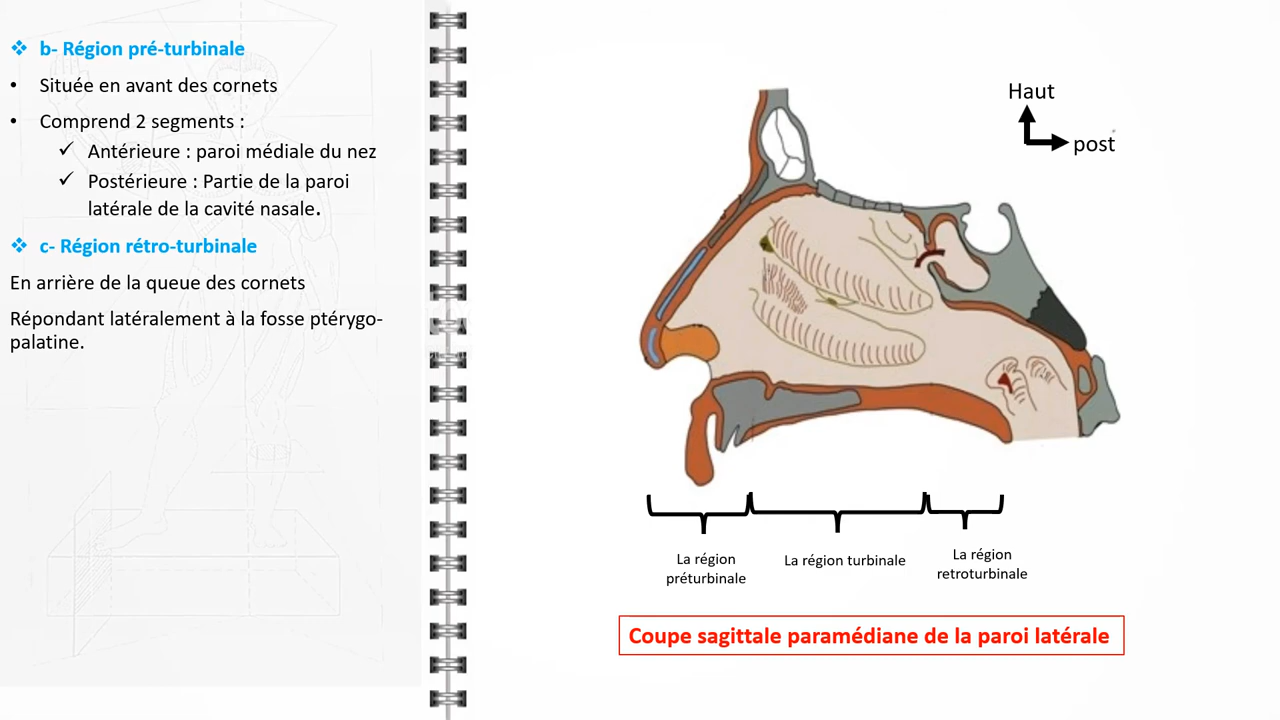 ❖ b- Région pré-turbinale
• Située en avant des cornets
• Comprend 2 segments :
✓ Antérieure : paroi médiale du nez
✓ Postérieure : Partie de la paroi
latérale de la cavité nasale.
❖ c- Région rétro-turbinale
En arrière de la queue des cornets
Répondant latéralement à la fosse ptérygo-
palatine.
Haut
post
La région
préturbinale
La région turbinale
La région
retroturbinale
Coupe sagittale paramédiane de la paroi latérale